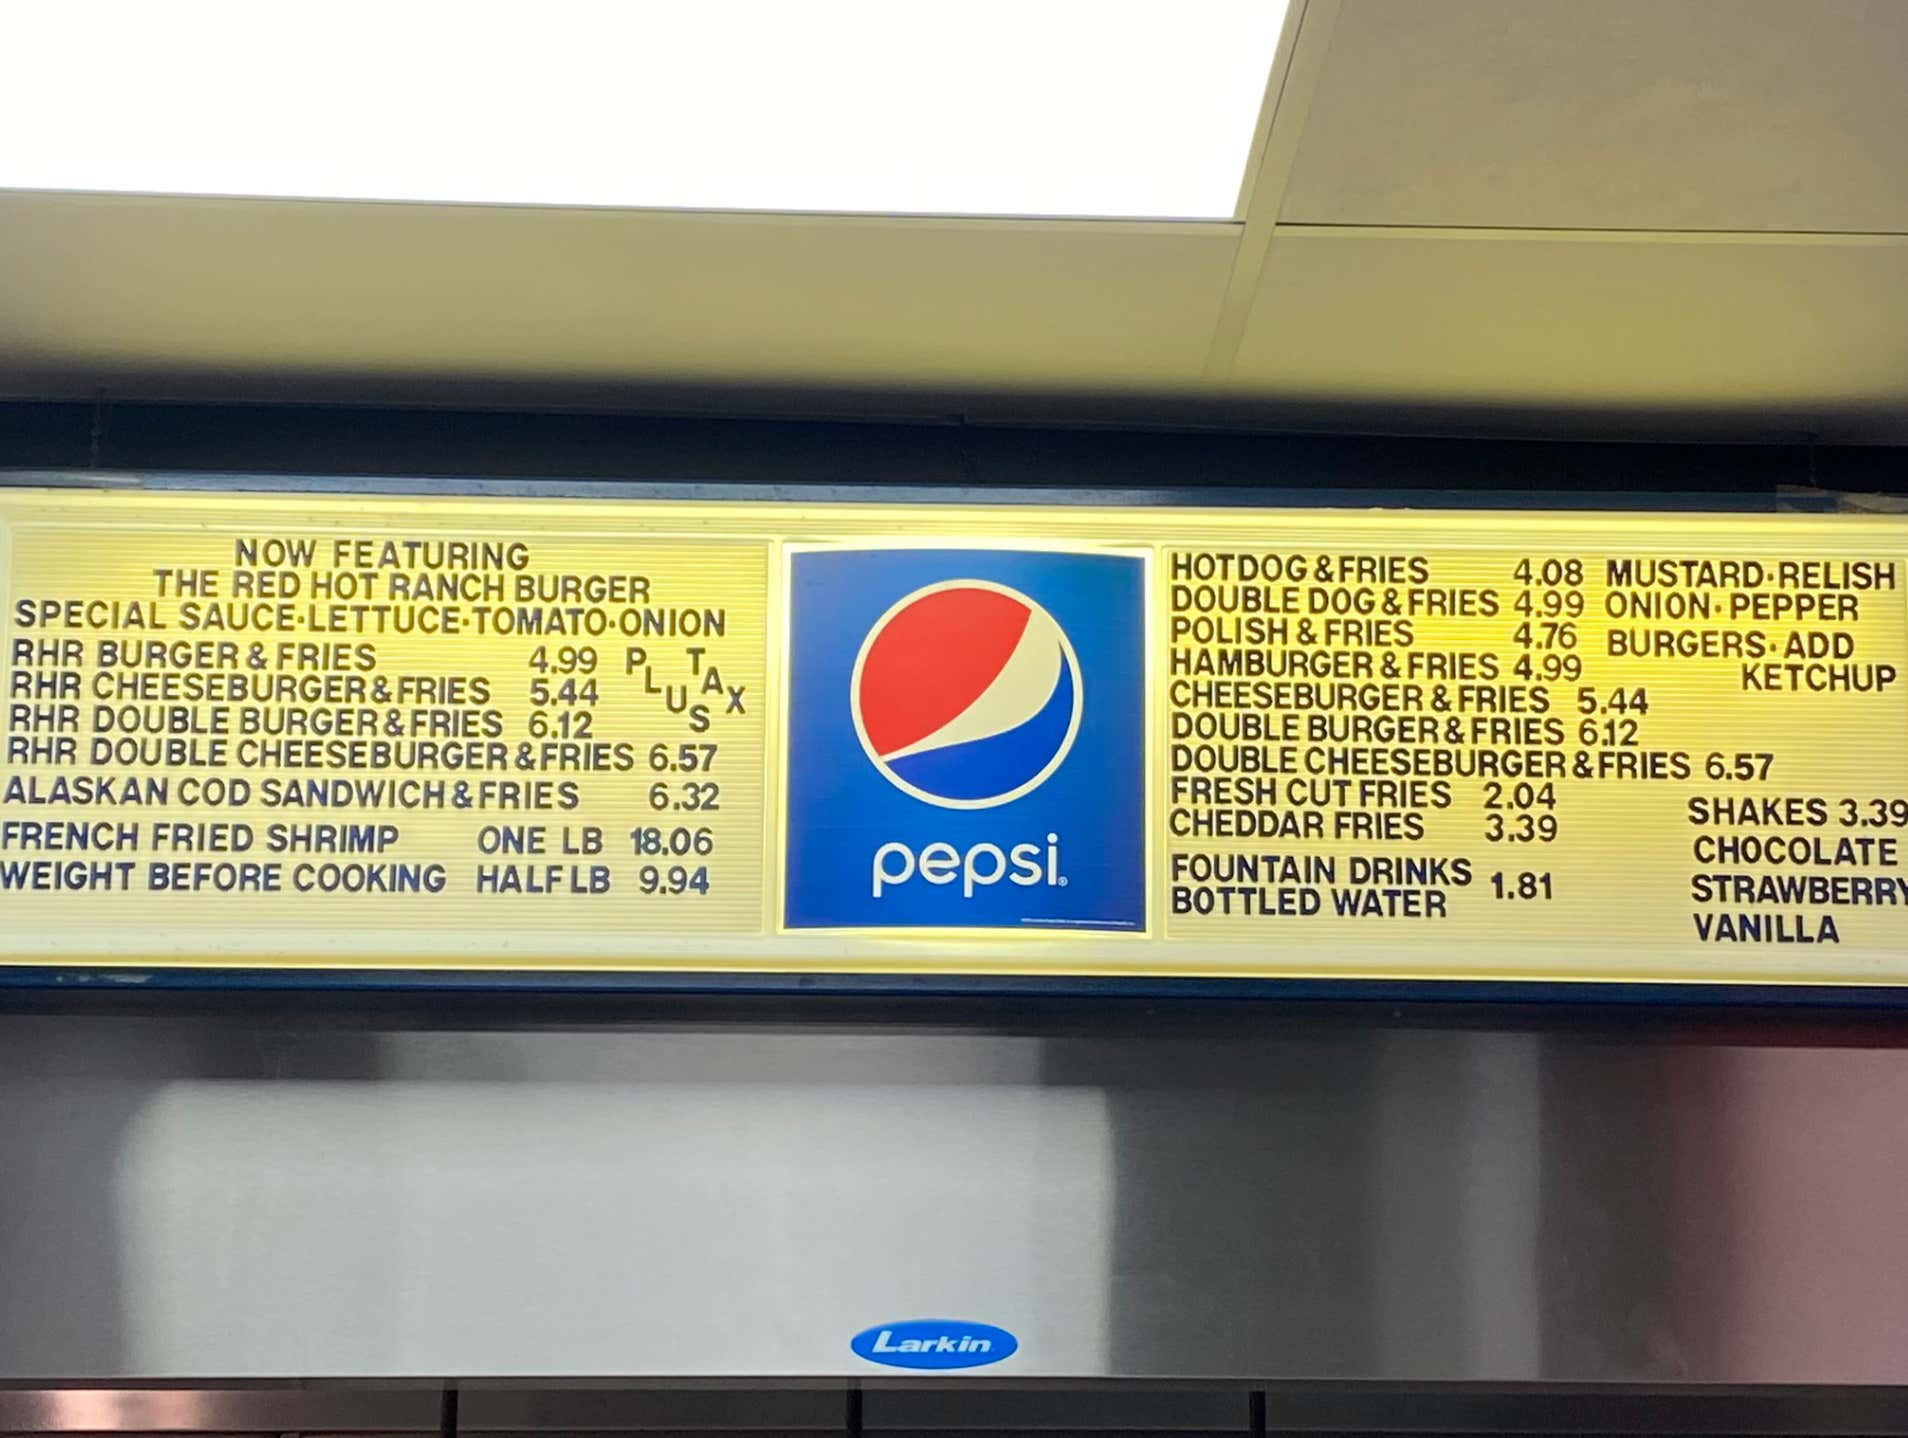 NOW FEATURING
THE RED HOT RANCH BURGER
SPECIAL SAUCE·LETTUCE·TOMATO·ONION
RHR BURGER & FRIES 4.99
RHR CHEESEBURGER & FRIES 5.44
RHR DOUBLE BURGER & FRIES 6.12
RHR DOUBLE CHEESEBURGER & FRIES 6.57
PLUS TAX
ALASKAN COD SANDWICH & FRIES 6.32
FRENCH FRIED SHRIMP ONE LB 18.06
WEIGHT BEFORE COOKING HALF LB 9.94
pepsi®
HOTDOG & FRIES 4.08
DOUBLE DOG & FRIES 4.99
POLISH & FRIES 4.76
HAMBURGER & FRIES 4.99
CHEESEBURGER & FRIES 5.44
DOUBLE BURGER & FRIES 6.12
DOUBLE CHEESEBURGER & FRIES 6.57
FRESH CUT FRIES 2.04
CHEDDAR FRIES 3.39
FOUNTAIN DRINKS 1.81
BOTTLED WATER
MUSTARD·RELISH
ONION·PEPPER
BURGERS·ADD
KETCHUP
SHAKES 3.39
CHOCOLATE
STRAWBERRY
VANILLA
Larkin